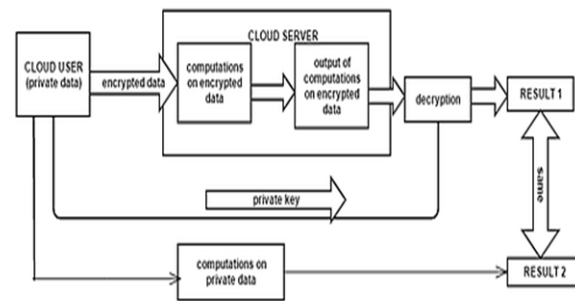 CLOUD SERVER
CLOUD USER
(private data)
encrypted data
computations
on encrypted
data
output of
computations
on encrypted
data
decryption
RESULT 1
same
private key
computations on
private data
RESULT 2